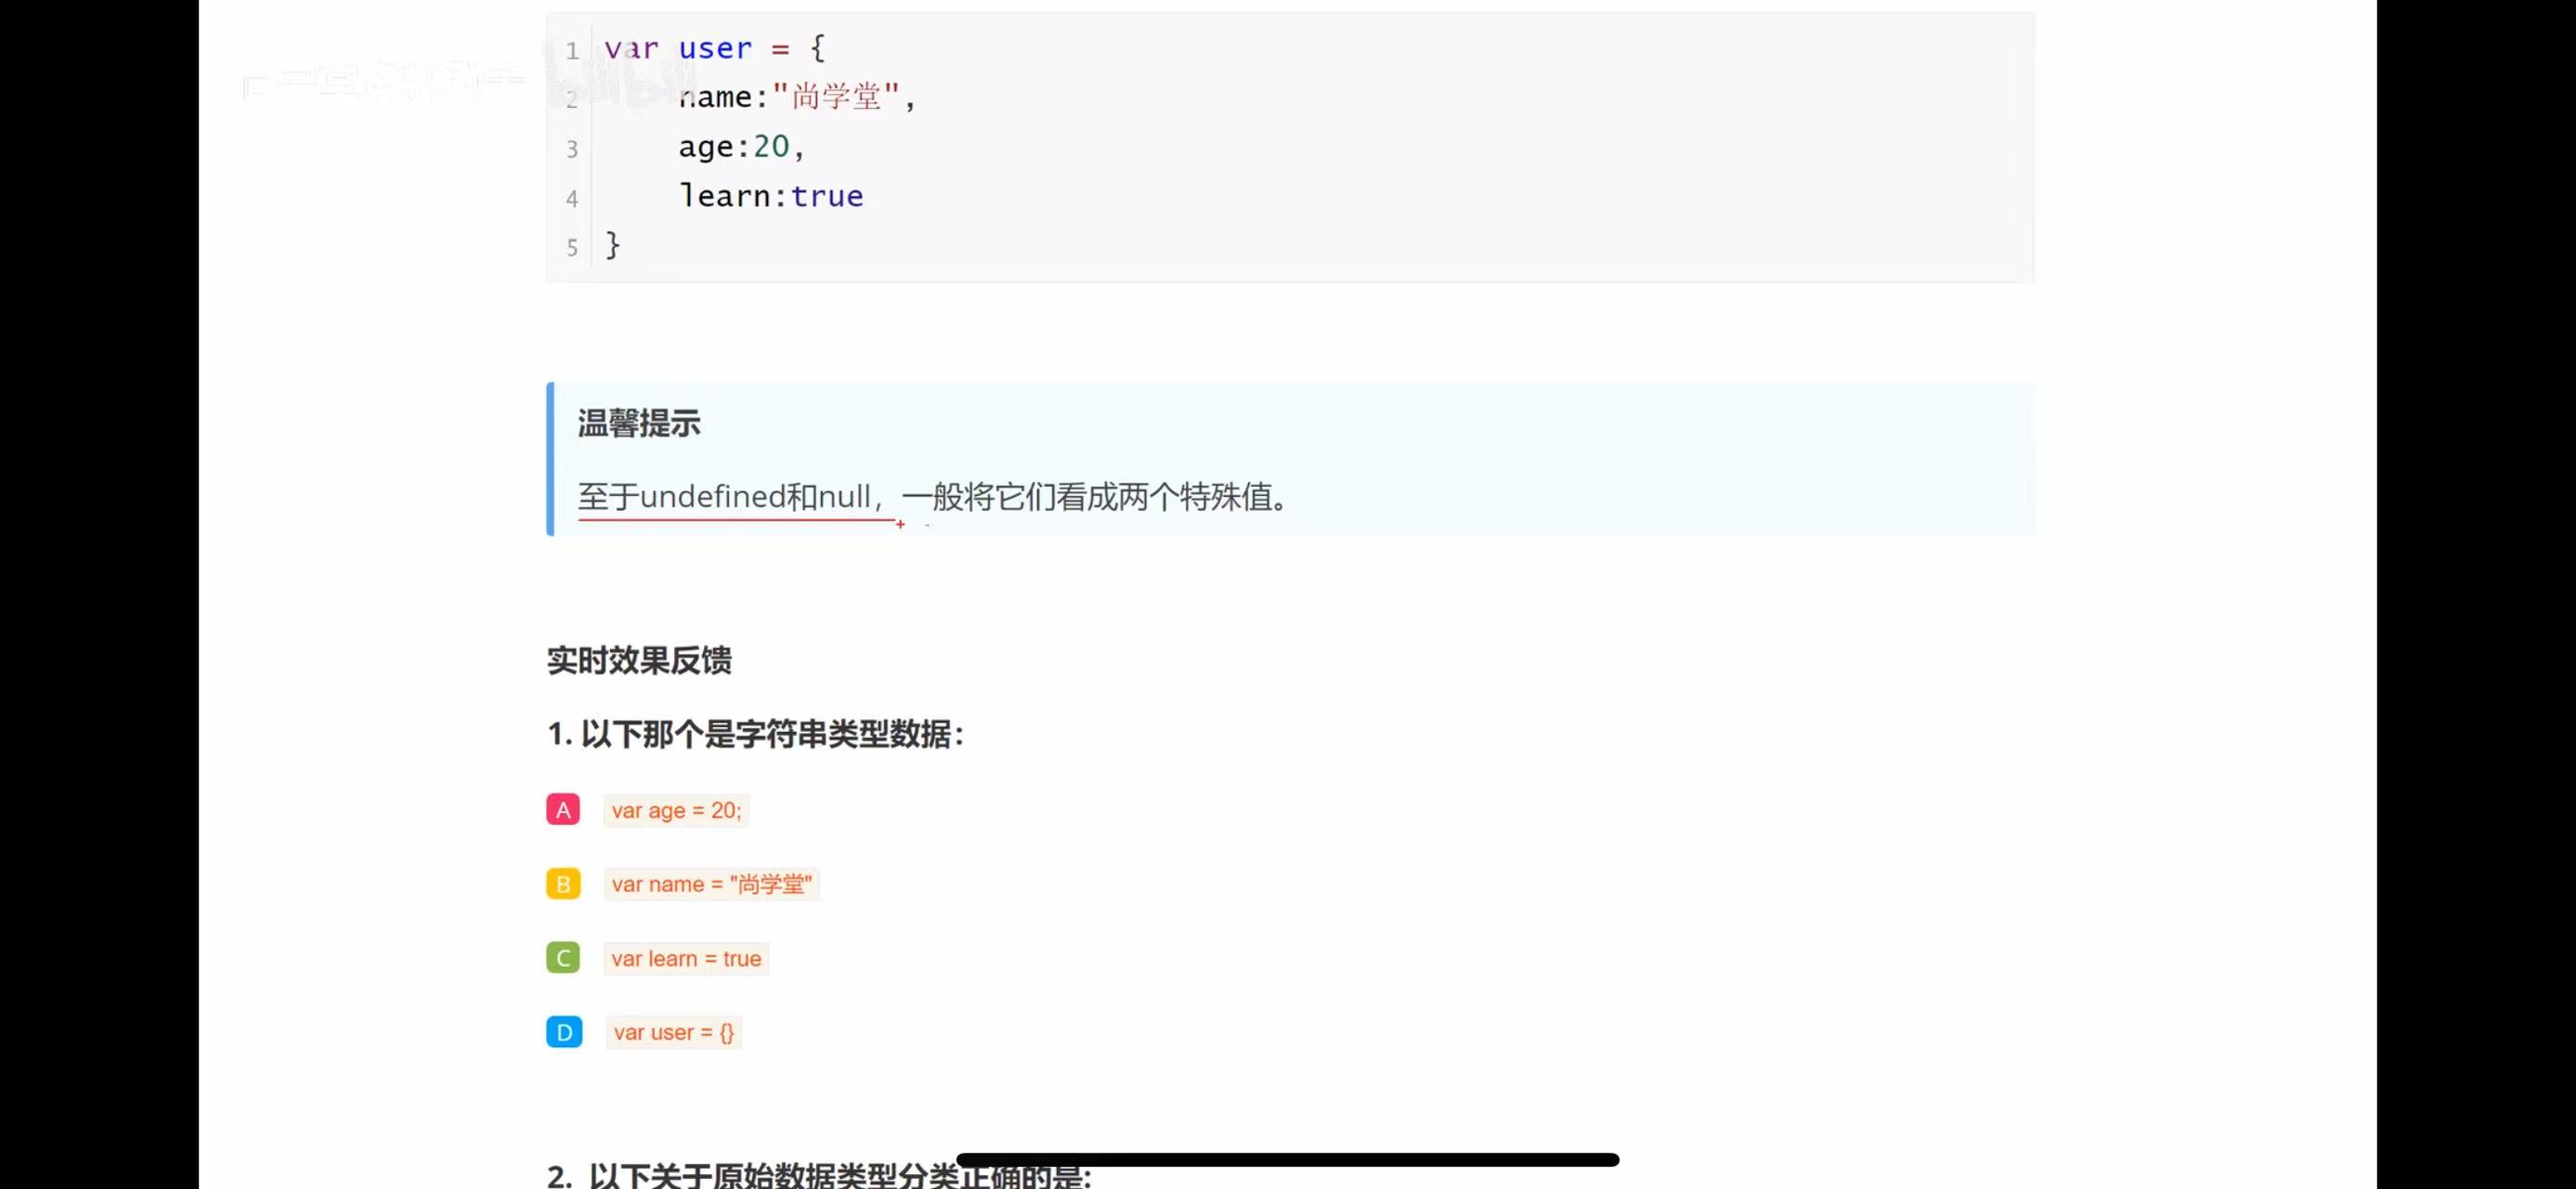 1 var user = {
2 name:"尚学堂",
3 age:20,
4 learn:true
5 }
温馨提示
至于undefined和null，一般将它们看成两个特殊值。
实时效果反馈
1. 以下那个是字符串类型数据：
A var age = 20;
B var name = "尚学堂"
C var learn = true
D var user = {}
2. 以下关于原始数据类型分类正确的是: